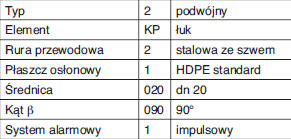 Typ 2 podwójny
Element KP łuk
Rura przewodowa 2 stalowa ze szwem
Płaszcz osłonowy 1 HDPE standard
Średnica 020 dn 20
Kąt β 090 90°
System alarmowy 1 impulsowy